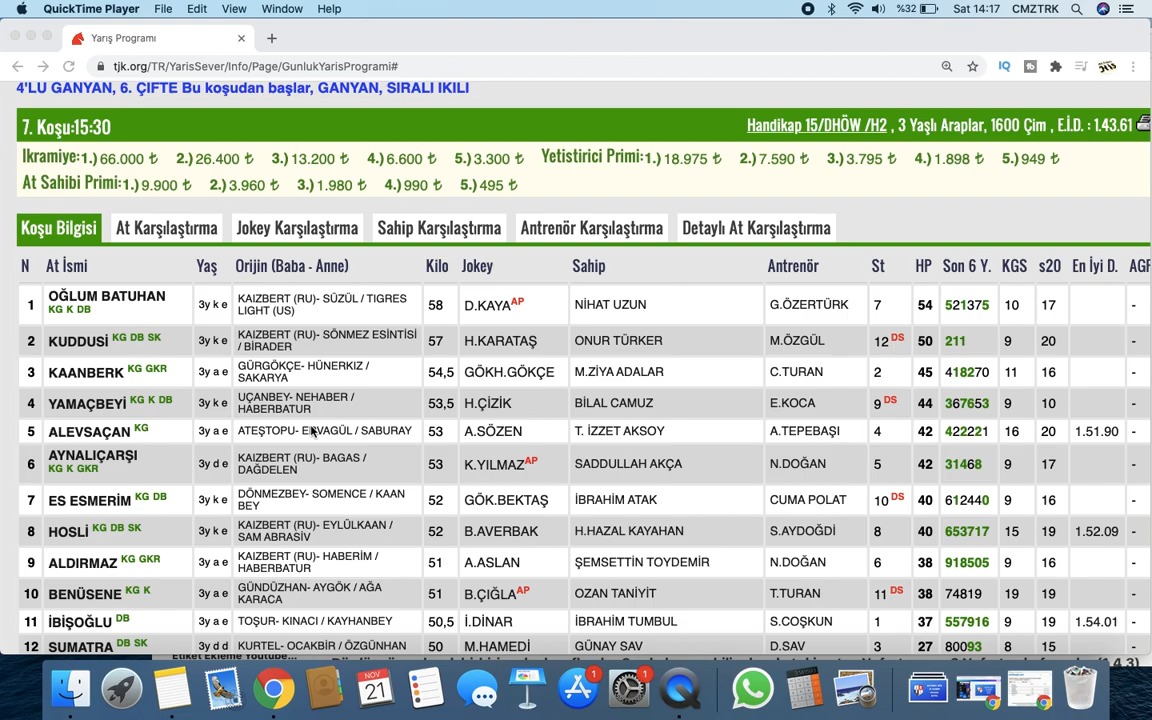 QuickTime Player File Edit View Window Help %32 Sat 14:17 CMZTRK
Yarış Programı
tjk.org/TR/YarisSever/Info/Page/GunlukYarisProgrami#
4'LÜ GANYAN, 6. ÇİFTE Bu koşudan başlar, GANYAN, SIRALI İKİLİ
7. Koşu:15:30 Handikap 15/DHÖW /H2 , 3 Yaşlı Araplar, 1600 Çim , E.İ.D. : 1.43.61
Ikramiye:1.) 66.000 ₺ 2.) 26.400 ₺ 3.) 13.200 ₺ 4.) 6.600 ₺ 5.) 3.300 ₺ Yetistirici Primi:1.) 18.975 ₺ 2.) 7.590 ₺ 3.) 3.795 ₺ 4.) 1.898 ₺ 5.) 949 ₺
At Sahibi Primi:1.) 9.900 ₺ 2.) 3.960 ₺ 3.) 1.980 ₺ 4.) 990 ₺ 5.) 495 ₺
Koşu Bilgisi At Karşılaştırma Jokey Karşılaştırma Sahip Karşılaştırma Antrenör Karşılaştırma Detaylı At Karşılaştırma
N At İsmi Yaş Orijin (Baba - Anne) Kilo Jokey Sahip Antrenör St HP Son 6 Y. KGS s20 En İyi D. AGF
1 OĞLUM BATUHAN KG K DB 3y k e KAIZBERT (RU)- SÜZÜL / TIGRES LIGHT (US) 58 D.KAYA AP NİHAT UZUN G.ÖZERTÜRK 7 54 521375 10 17 -
2 KUDDUSİ KG DB SK 3y k e KAIZBERT (RU)- SÖNMEZ ESİNTİSİ / BİRADER 57 H.KARATAŞ ONUR TÜRKER M.ÖZGÜL 12 DS 50 211 9 20 -
3 KAANBERK KG GKR 3y a e GÜRGÖKÇE- HÜNERKIZ / SAKARYA 54,5 GÖKH.GÖKÇE M.ZİYA ADALAR C.TURAN 2 45 418270 11 16 -
4 YAMAÇBEYİ KG K DB 3y k e UÇANBEY- NEHABER / HABERBATUR 53,5 H.ÇİZİK BİLAL CAMUZ E.KOCA 9 DS 44 367653 9 10 -
5 ALEVSAÇAN KG 3y a e ATEŞTOPU- ERVAGÜL / SABURAY 53 A.SÖZEN T. İZZET AKSOY A.TEPEBAŞI 4 42 422221 16 20 1.51.90 -
6 AYNALIÇARŞI KG K GKR 3y d e KAIZBERT (RU)- BAGAS / DAĞDELEN 53 K.YILMAZ AP SADDULLAH AKÇA N.DOĞAN 5 42 31468 9 17 -
7 ES ESMERİM KG DB 3y k e DÖNMEZBEY- SOMENCE / KAAN BEY 52 GÖK.BEKTAŞ İBRAHİM ATAK CUMA POLAT 10 DS 40 612440 9 16 -
8 HOSLİ KG DB SK 3y k e KAIZBERT (RU)- EYLÜLKAAN / SAM ABRASİV 52 B.AVERBAK H.HAZAL KAYAHAN S.AYDOĞDİ 8 40 653717 15 19 1.52.09 -
9 ALDIRMAZ KG GKR 3y a e KAIZBERT (RU)- HABERİM / HABERBATUR 51 A.ASLAN ŞEMSETTİN TOYDEMİR N.DOĞAN 6 38 918505 9 16 -
10 BENÜSENE KG K 3y a e GÜNDÜZHAN- AYGÖK / AĞA KARACA 51 B.ÇIĞLA AP OZAN TANİYİT T.TURAN 11 DS 38 74819 19 19 -
11 İBİŞOĞLU DB 3y a e TOŞUR- KINACI / KAYHANBEY 50,5 İ.DİNAR İBRAHİM TUMBUL S.COŞKUN 1 37 557916 9 19 1.54.01 -
12 SUMATRA DB SK 3y d d KURTEL- OCAKBİR / ÖZGÜNHAN 50 M.HAMEDİ GÜNAY SAV D.SAV 3 27 80093 8 15 -
NOV
21
1
1